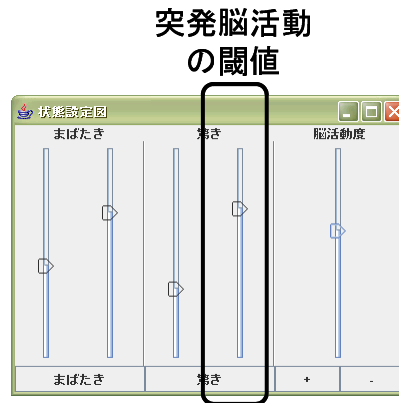 突発脳活動
の閾値
状態設定図
まばたき 驚き 脳活動度
まばたき 驚き + -